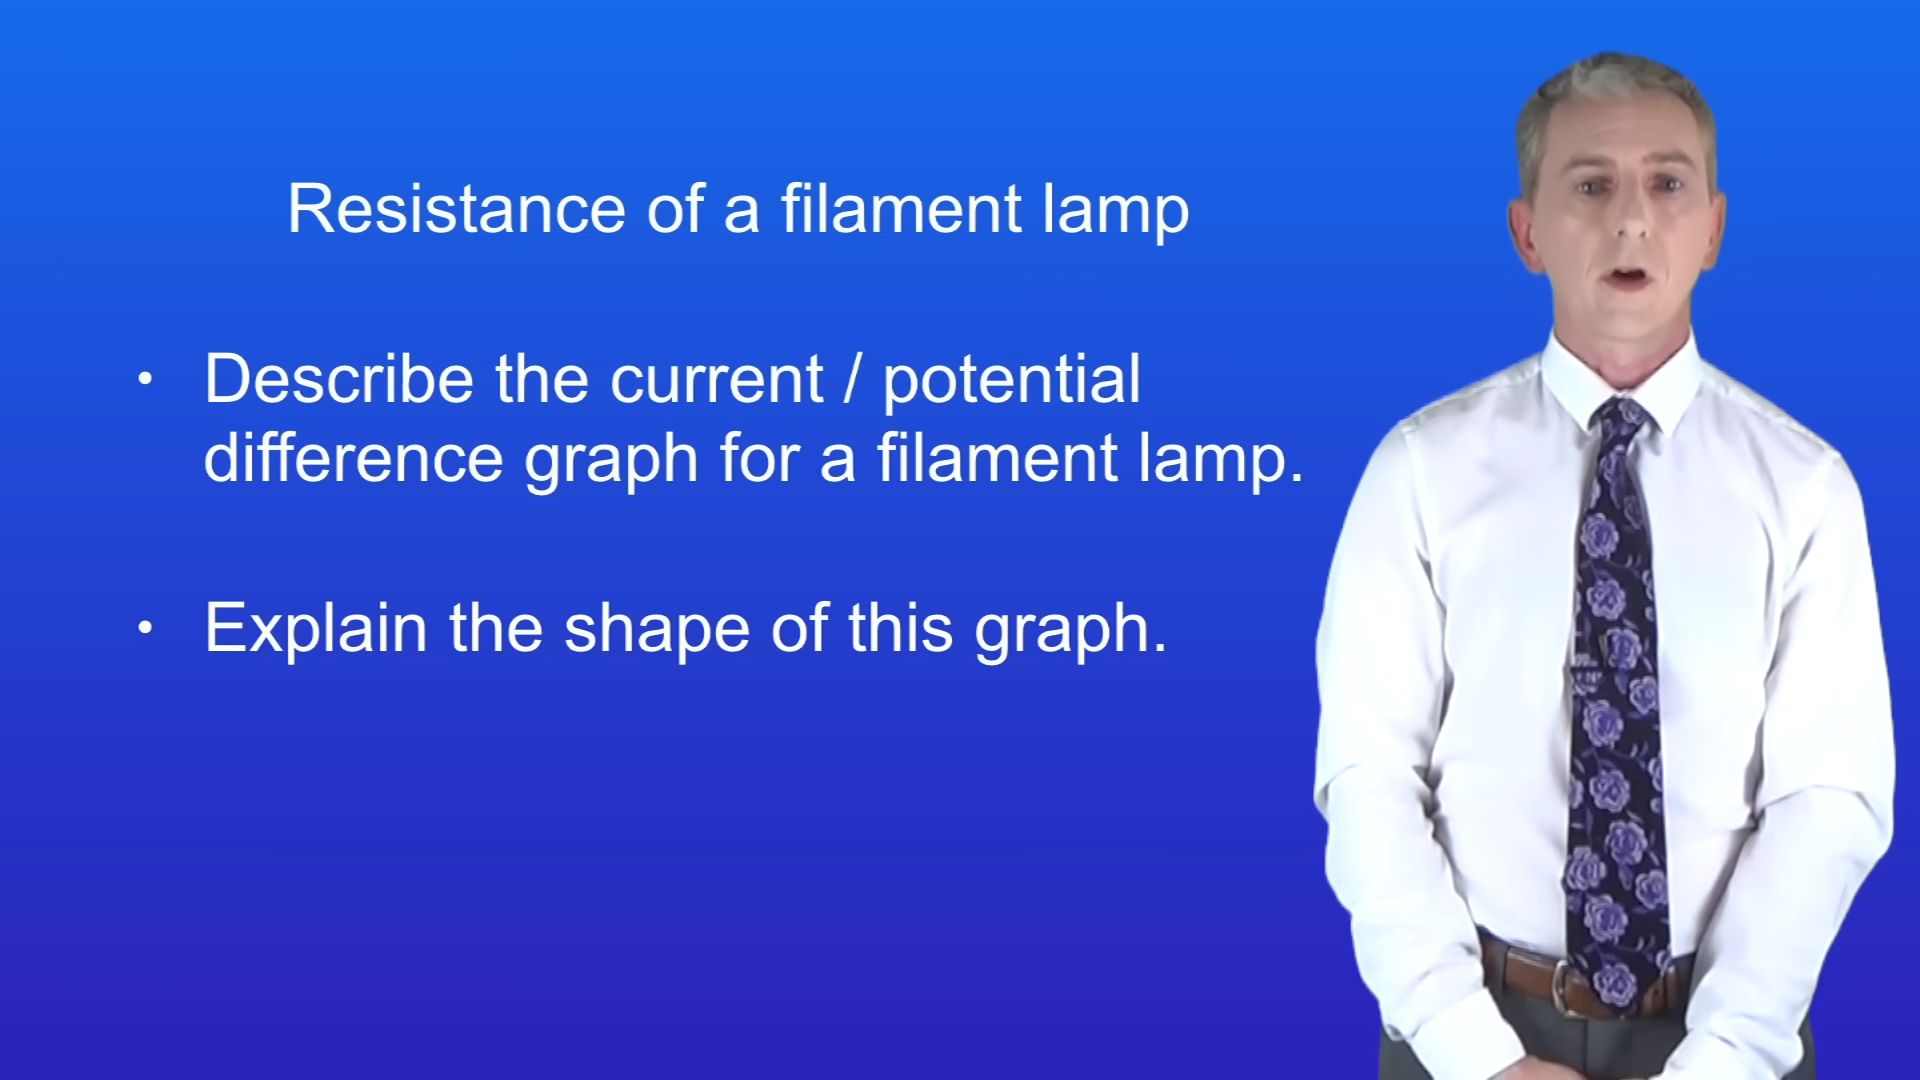 Resistance of a filament lamp
• Describe the current / potential
difference graph for a filament lamp.
• Explain the shape of this graph.